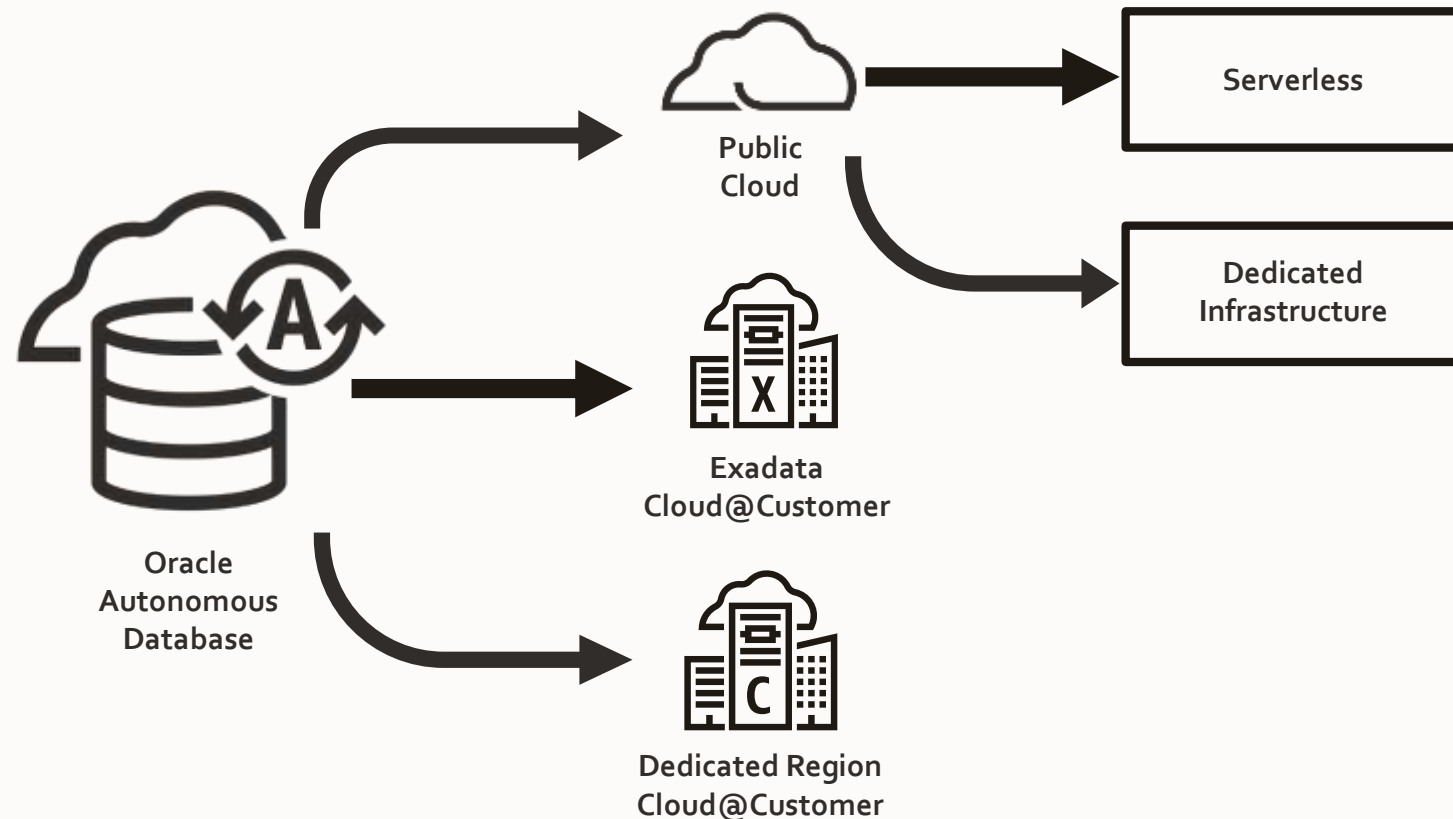 Serverless
Public
Cloud
Dedicated
Infrastructure
A
X
Exadata
Cloud@Customer
Oracle
Autonomous
Database
C
Dedicated Region
Cloud@Customer